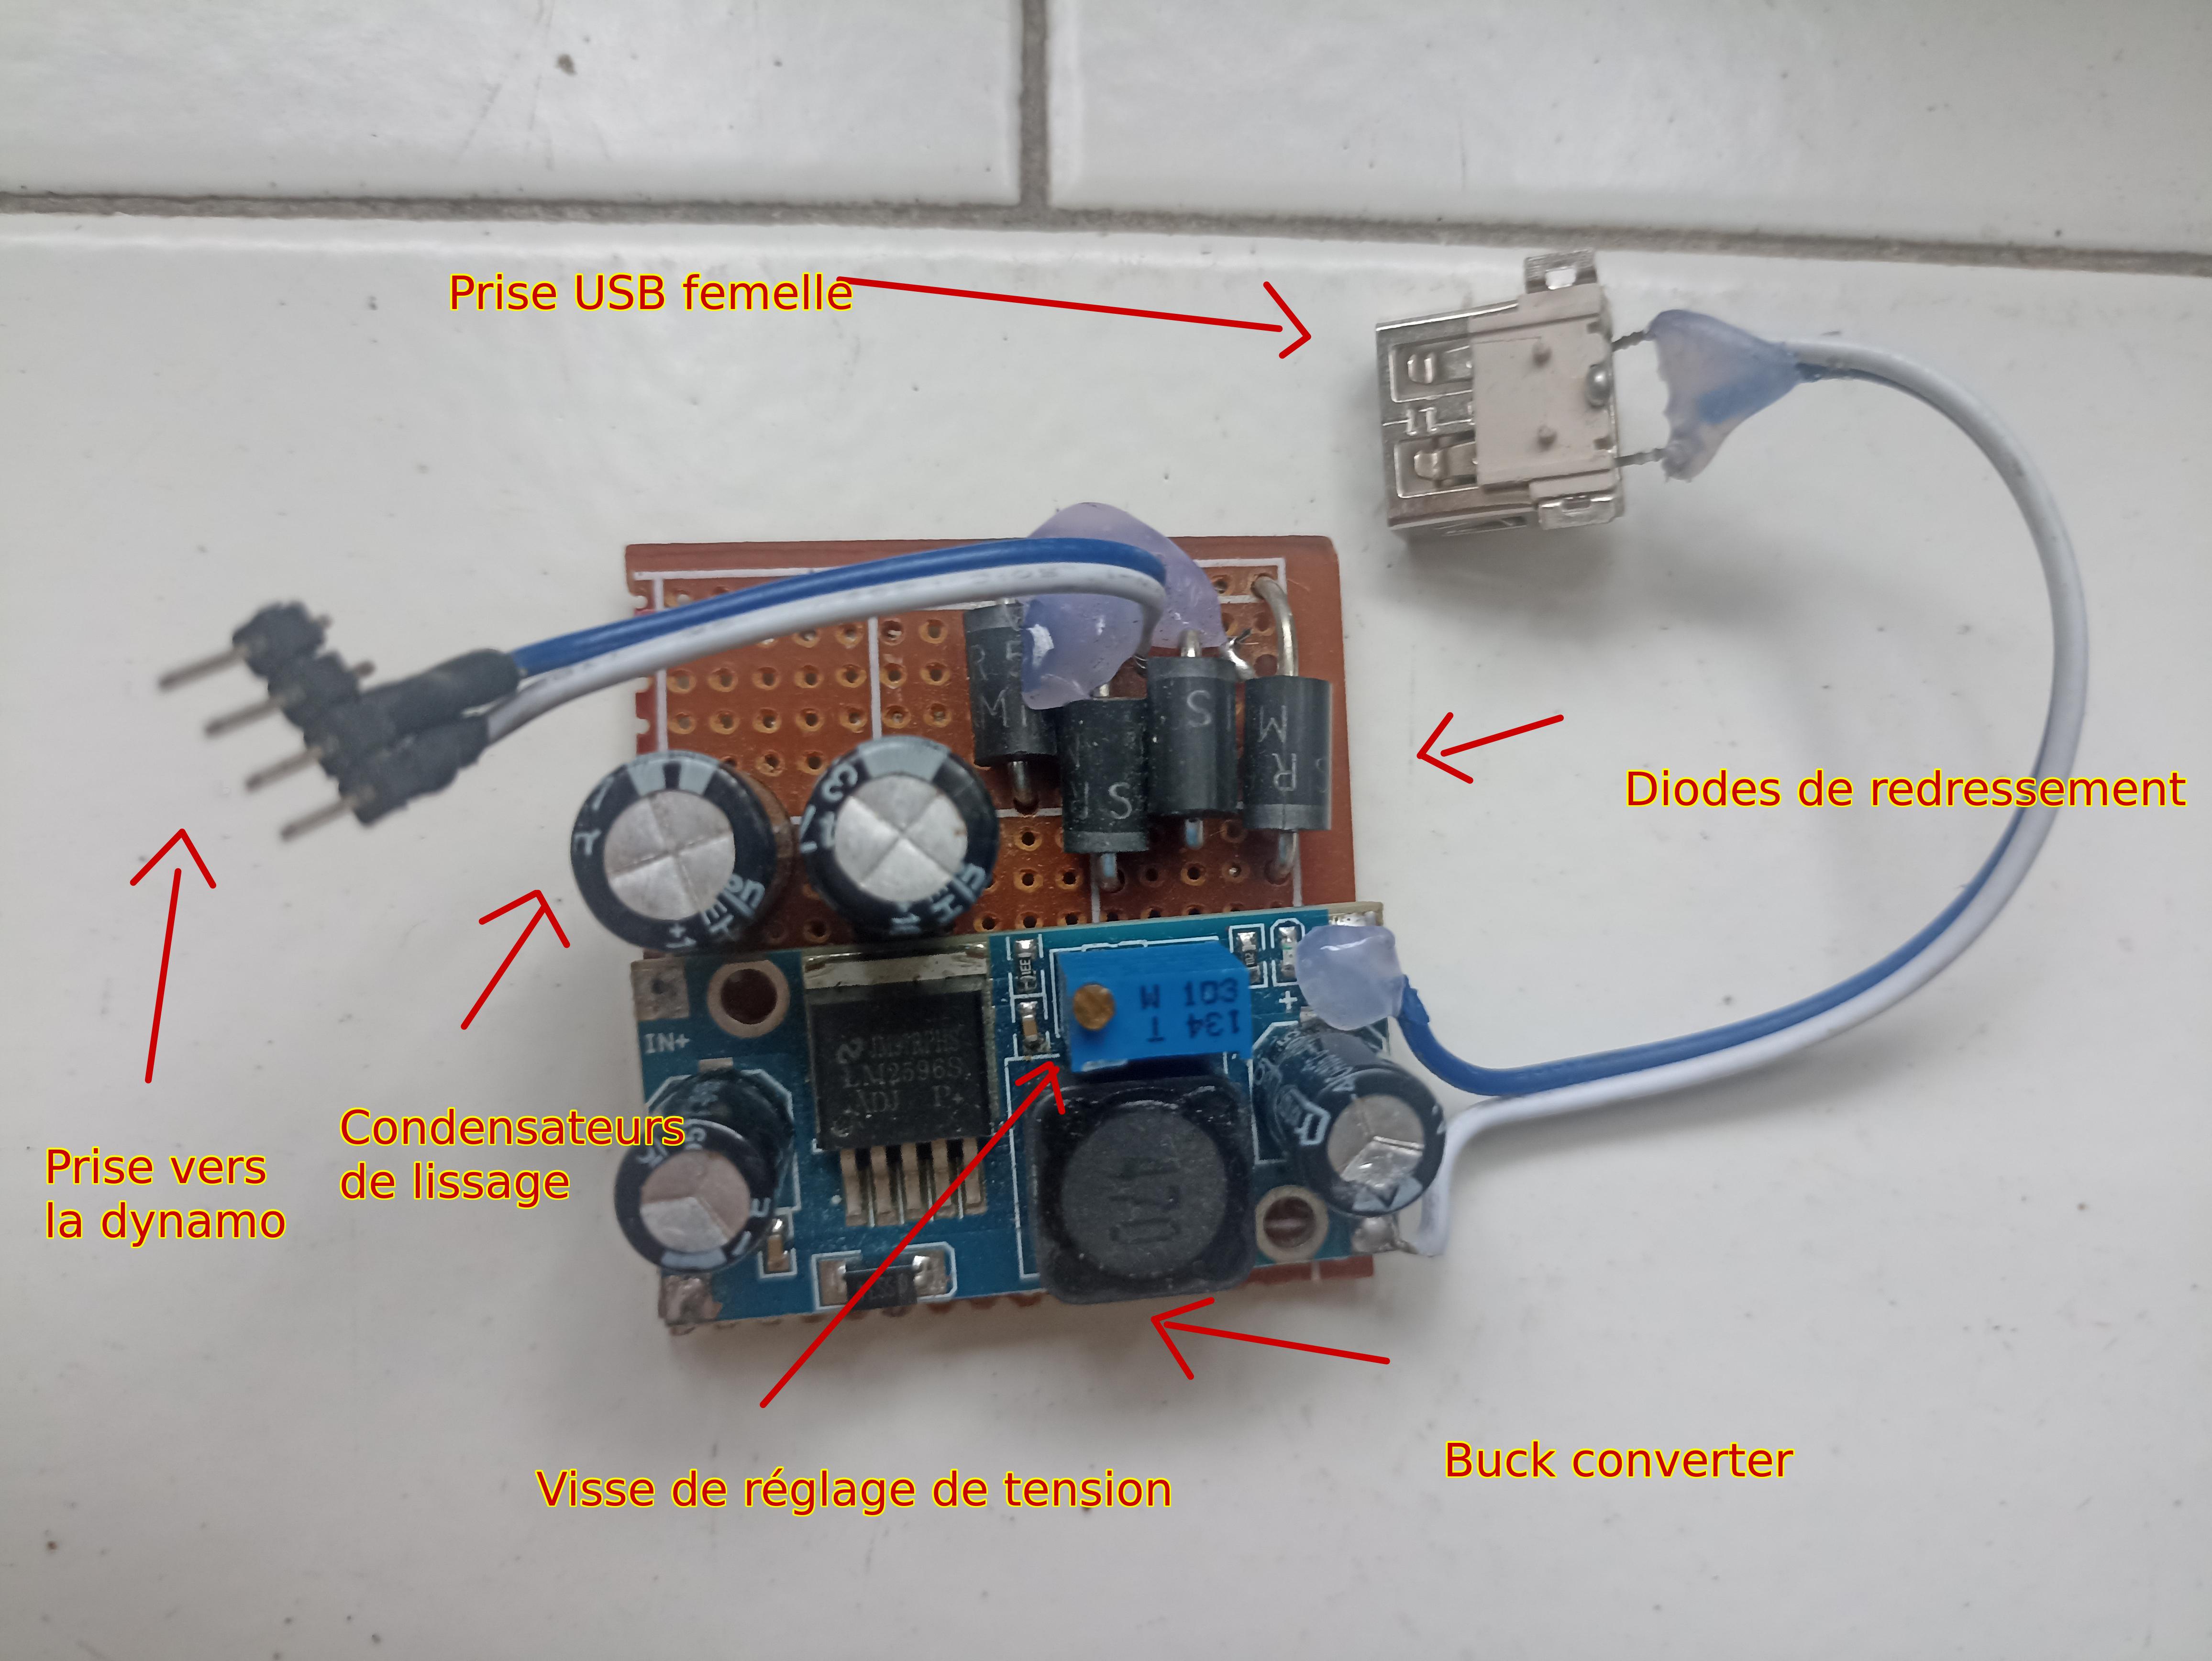 Prise USB femelle
Diodes de redressement
Prise vers
la dynamo
Condensateurs
de lissage
IN+
LM2596S
ADJ P+
M 103
134 T
+
470
Visse de réglage de tension
Buck converter